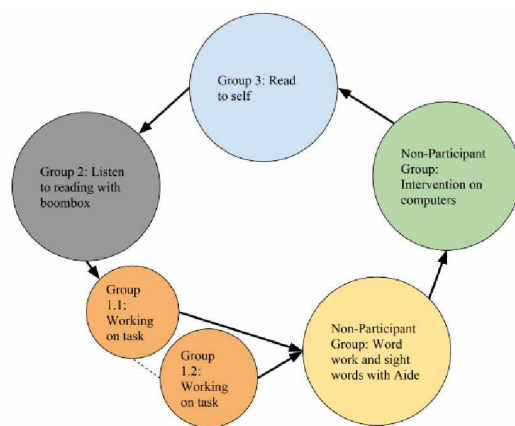 Group 3: Read
to self
Group 2: Listen
to reading with
boombox
Non-Participant
Group:
Intervention on
computers
Group
1.1:
Working
on task
Group
1.2:
Working
on task
Non-Participant
Group: Word
work and sight
words with Aide